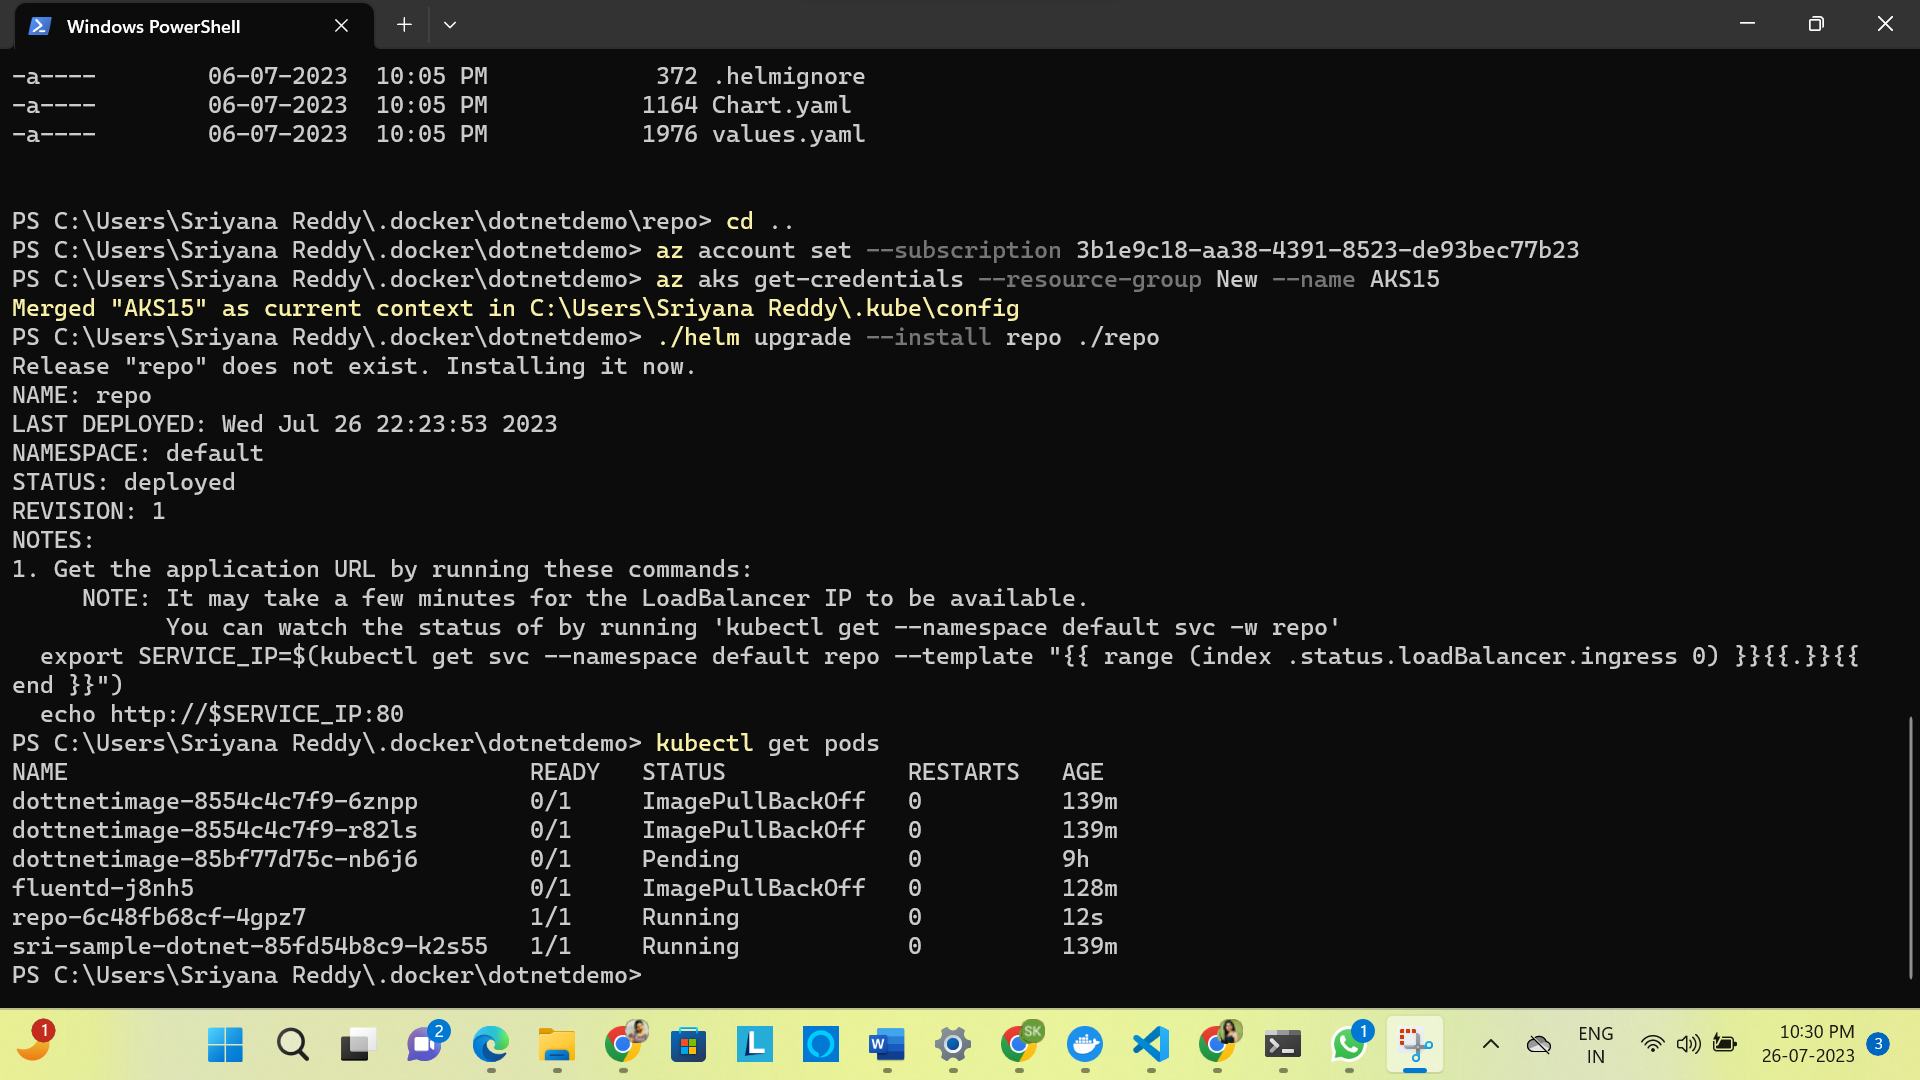 Windows PowerShell
-a---- 06-07-2023 10:05 PM 372 .helmignore
-a---- 06-07-2023 10:05 PM 1164 Chart.yaml
-a---- 06-07-2023 10:05 PM 1976 values.yaml
PS C:\Users\Sriyana Reddy\.docker\dotnetdemo\repo> cd ..
PS C:\Users\Sriyana Reddy\.docker\dotnetdemo> az account set --subscription 3b1e9c18-aa38-4391-8523-de93bec77b23
PS C:\Users\Sriyana Reddy\.docker\dotnetdemo> az aks get-credentials --resource-group New --name AKS15
Merged "AKS15" as current context in C:\Users\Sriyana Reddy\.kube\config
PS C:\Users\Sriyana Reddy\.docker\dotnetdemo> ./helm upgrade --install repo ./repo
Release "repo" does not exist. Installing it now.
NAME: repo
LAST DEPLOYED: Wed Jul 26 22:23:53 2023
NAMESPACE: default
STATUS: deployed
REVISION: 1
NOTES:
1. Get the application URL by running these commands:
NOTE: It may take a few minutes for the LoadBalancer IP to be available.
You can watch the status of by running 'kubectl get --namespace default svc -w repo'
export SERVICE_IP=$(kubectl get svc --namespace default repo --template "{{ range (index .status.loadBalancer.ingress 0) }}{{.}}{{
end }}")
echo http://$SERVICE_IP:80
PS C:\Users\Sriyana Reddy\.docker\dotnetdemo> kubectl get pods
NAME READY STATUS RESTARTS AGE
dottnetimage-8554c4c7f9-6znpp 0/1 ImagePullBackOff 0 139m
dottnetimage-8554c4c7f9-r82ls 0/1 ImagePullBackOff 0 139m
dottnetimage-85bf77d75c-nb6j6 0/1 Pending 0 9h
fluentd-j8nh5 0/1 ImagePullBackOff 0 128m
repo-6c48fb68cf-4gpz7 1/1 Running 0 12s
sri-sample-dotnet-85fd54b8c9-k2s55 1/1 Running 0 139m
PS C:\Users\Sriyana Reddy\.docker\dotnetdemo>
1
2
L
W
SK
1
ENG
IN
10:30 PM
26-07-2023
3